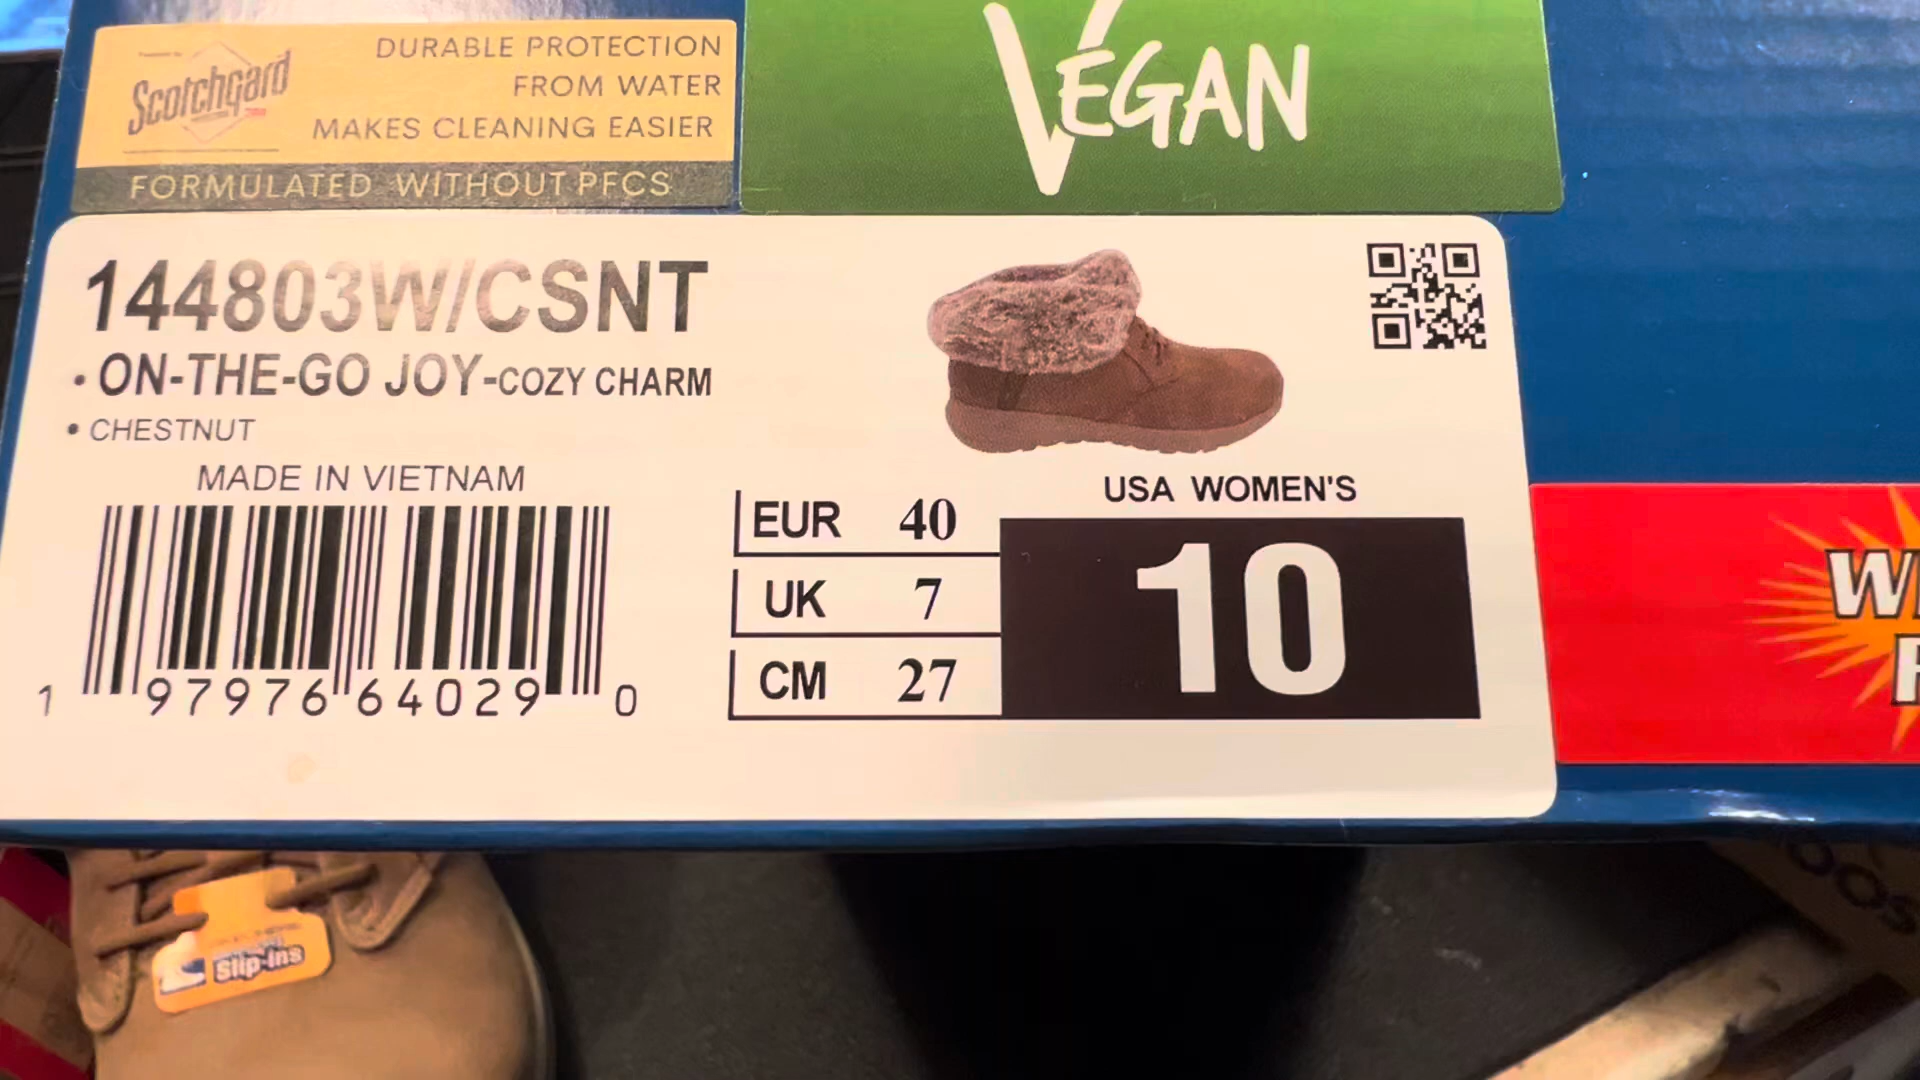 Scotchgard
DURABLE PROTECTION
FROM WATER
MAKES CLEANING EASIER
FORMULATED WITHOUT PFCS
VEGAN
144803W/CSNT
• ON-THE-GO JOY-COZY CHARM
• CHESTNUT
MADE IN VIETNAM
1 97976 64029 0
USA WOMEN'S
EUR 40
UK 7
CM 27
10
Slip-ins